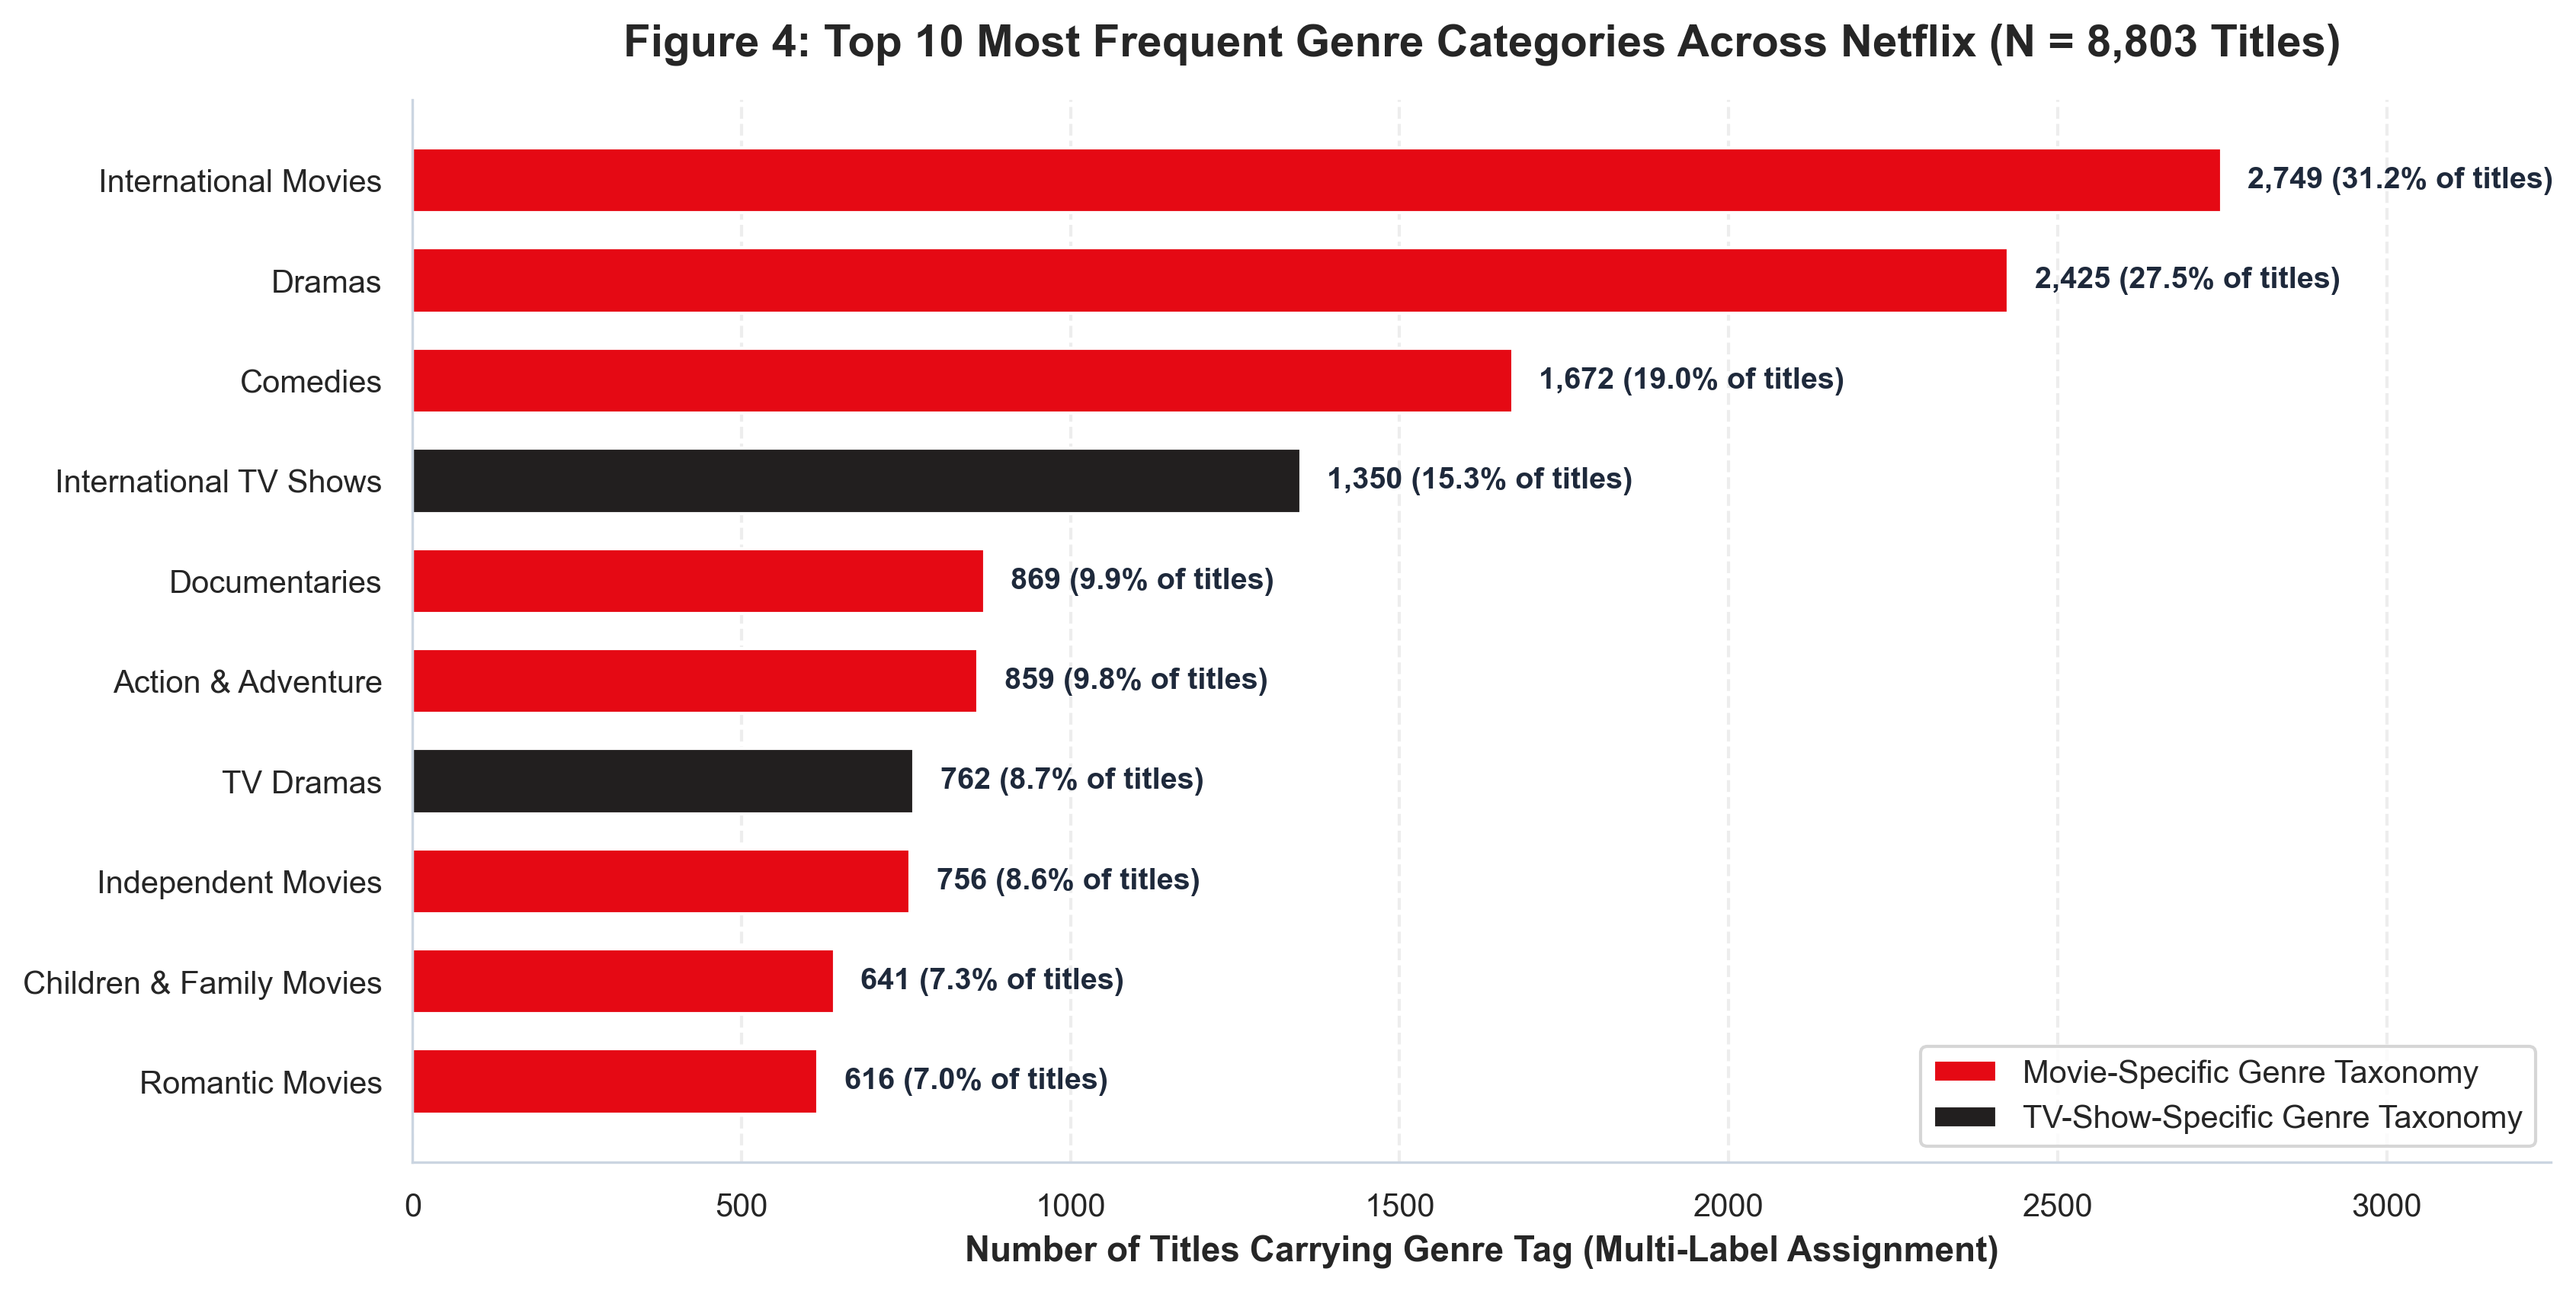 Figure 4: Top 10 Most Frequent Genre Categories Across Netflix (N = 8,803 Titles)
International Movies 2,749 (31.2% of titles)
Dramas 2,425 (27.5% of titles)
Comedies 1,672 (19.0% of titles)
International TV Shows 1,350 (15.3% of titles)
Documentaries 869 (9.9% of titles)
Action & Adventure 859 (9.8% of titles)
TV Dramas 762 (8.7% of titles)
Independent Movies 756 (8.6% of titles)
Children & Family Movies 641 (7.3% of titles)
Romantic Movies 616 (7.0% of titles)
Movie-Specific Genre Taxonomy
TV-Show-Specific Genre Taxonomy
0 500 1000 1500 2000 2500 3000
Number of Titles Carrying Genre Tag (Multi-Label Assignment)